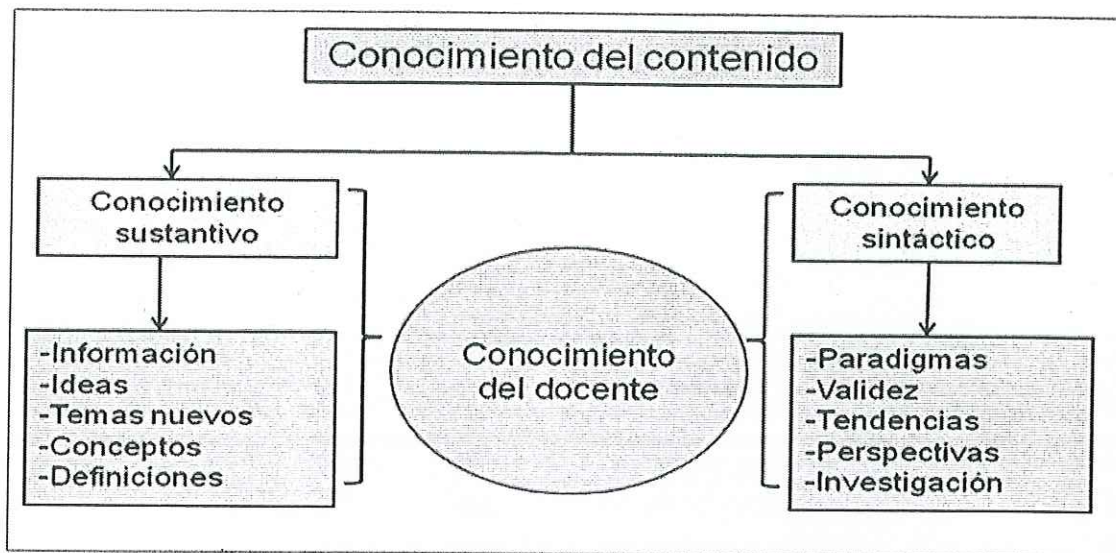 Conocimiento del contenido
Conocimiento
sustantivo
-Información
-Ideas
-Temas nuevos
-Conceptos
-Definiciones
Conocimiento
del docente
Conocimiento
sintáctico
-Paradigmas
-Validez
-Tendencias
-Perspectivas
-Investigación